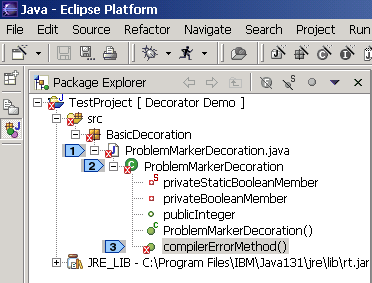 Java - Eclipse Platform
File Edit Source Refactor Navigate Search Project Run
Package Explorer
TestProject [ Decorator Demo ]
src
BasicDecoration
1 ProblemMarkerDecoration.java
2 ProblemMarkerDecoration
privateStaticBooleanMember
privateBooleanMember
publicInteger
ProblemMarkerDecoration()
3 compilerErrorMethod()
JRE_LIB - C:\Program Files\IBM\Java131\jre\lib\rt.jar